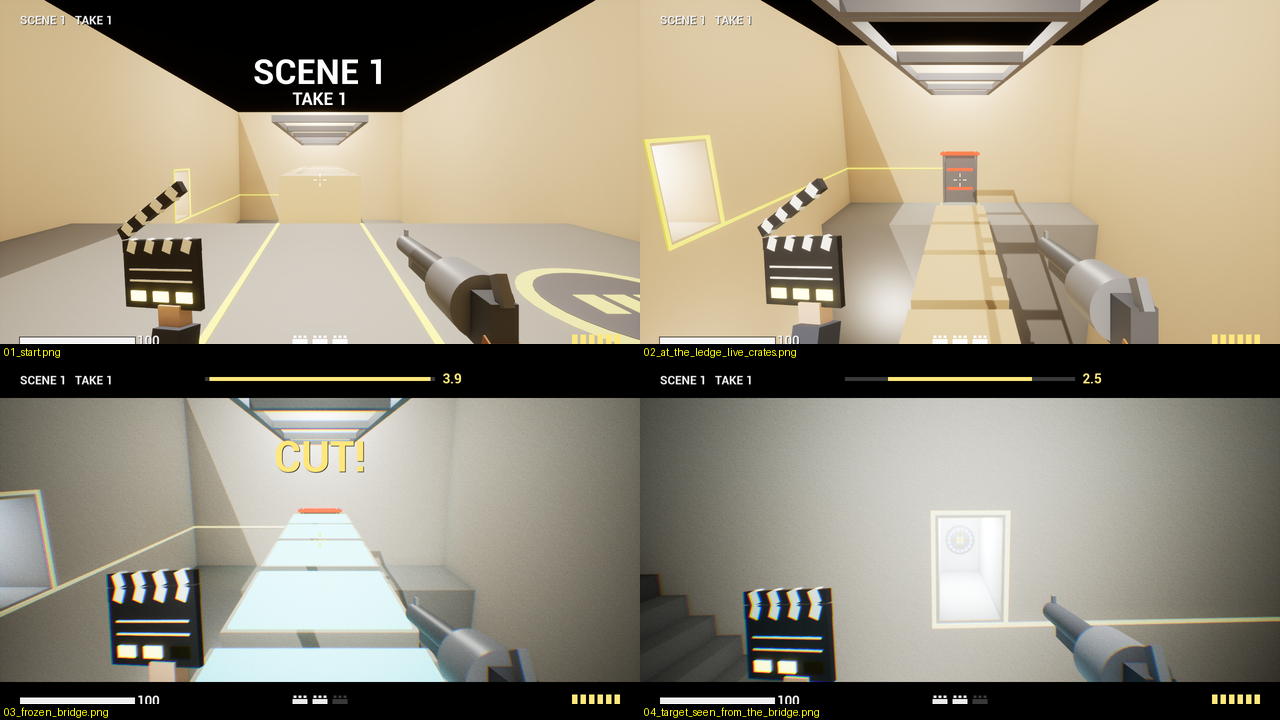 SCENE 1 TAKE 1
SCENE 1
TAKE 1
100
01_start.png
SCENE 1 TAKE 1
100
02_at_the_ledge_live_crates.png
SCENE 1 TAKE 1
3.9
CUT!
100
03_frozen_bridge.png
SCENE 1 TAKE 1
2.5
100
04_target_seen_from_the_bridge.png